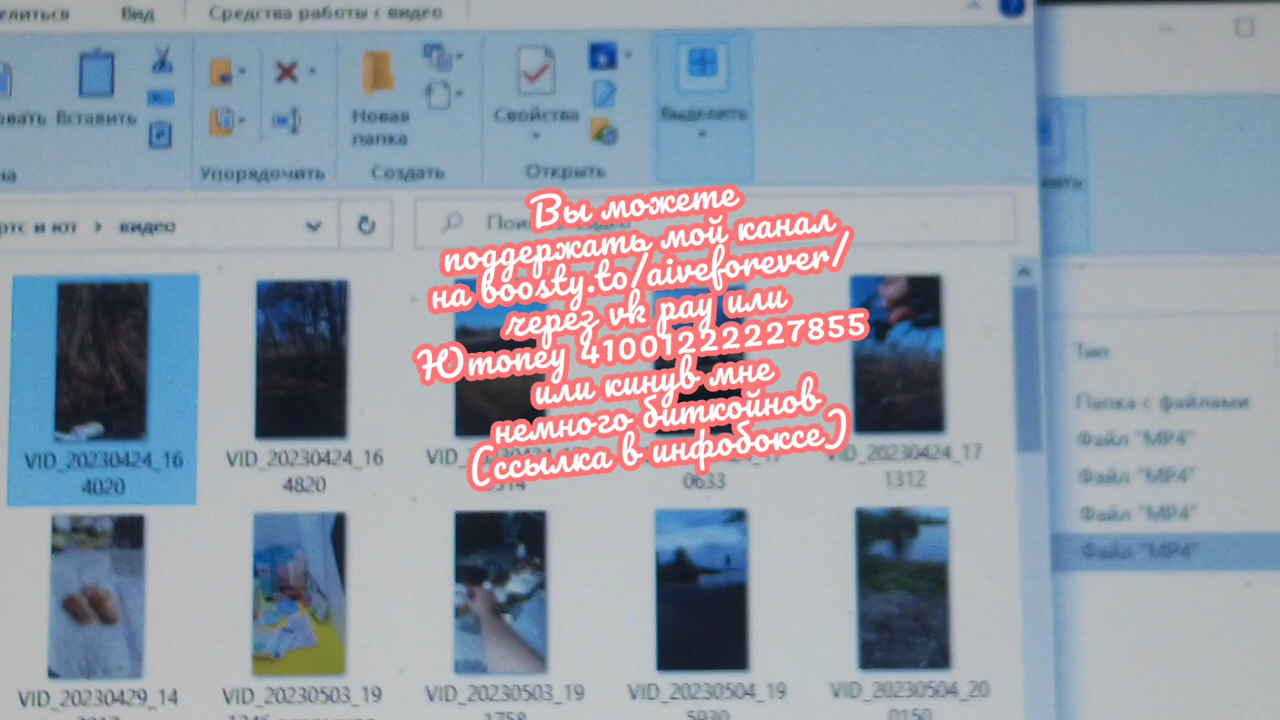 Вид
Средства работы с видео
Вставить
Новая
папка
Свойства
Выделить
Упорядочить
Создать
Открыть
и ют > видео
Вы можете
поддержать мой канал
на boosty.to/aiveforever/
через vk pay или
Юmoney 41001222227855
или кинув мне
немного биткойнов
(ссылка в инфобоксе)
VID_20230424_16
4020
VID_20230424_16
4820
0633
VID_20230424_17
1312
Тип
Папка с файлами
Файл "MP4"
Файл "MP4"
Файл "MP4"
Файл "MP4"
VID_20230429_14
VID_20230503_19
VID_20230503_19
1758
VID_20230504_19
5930
VID_20230504_20
0150